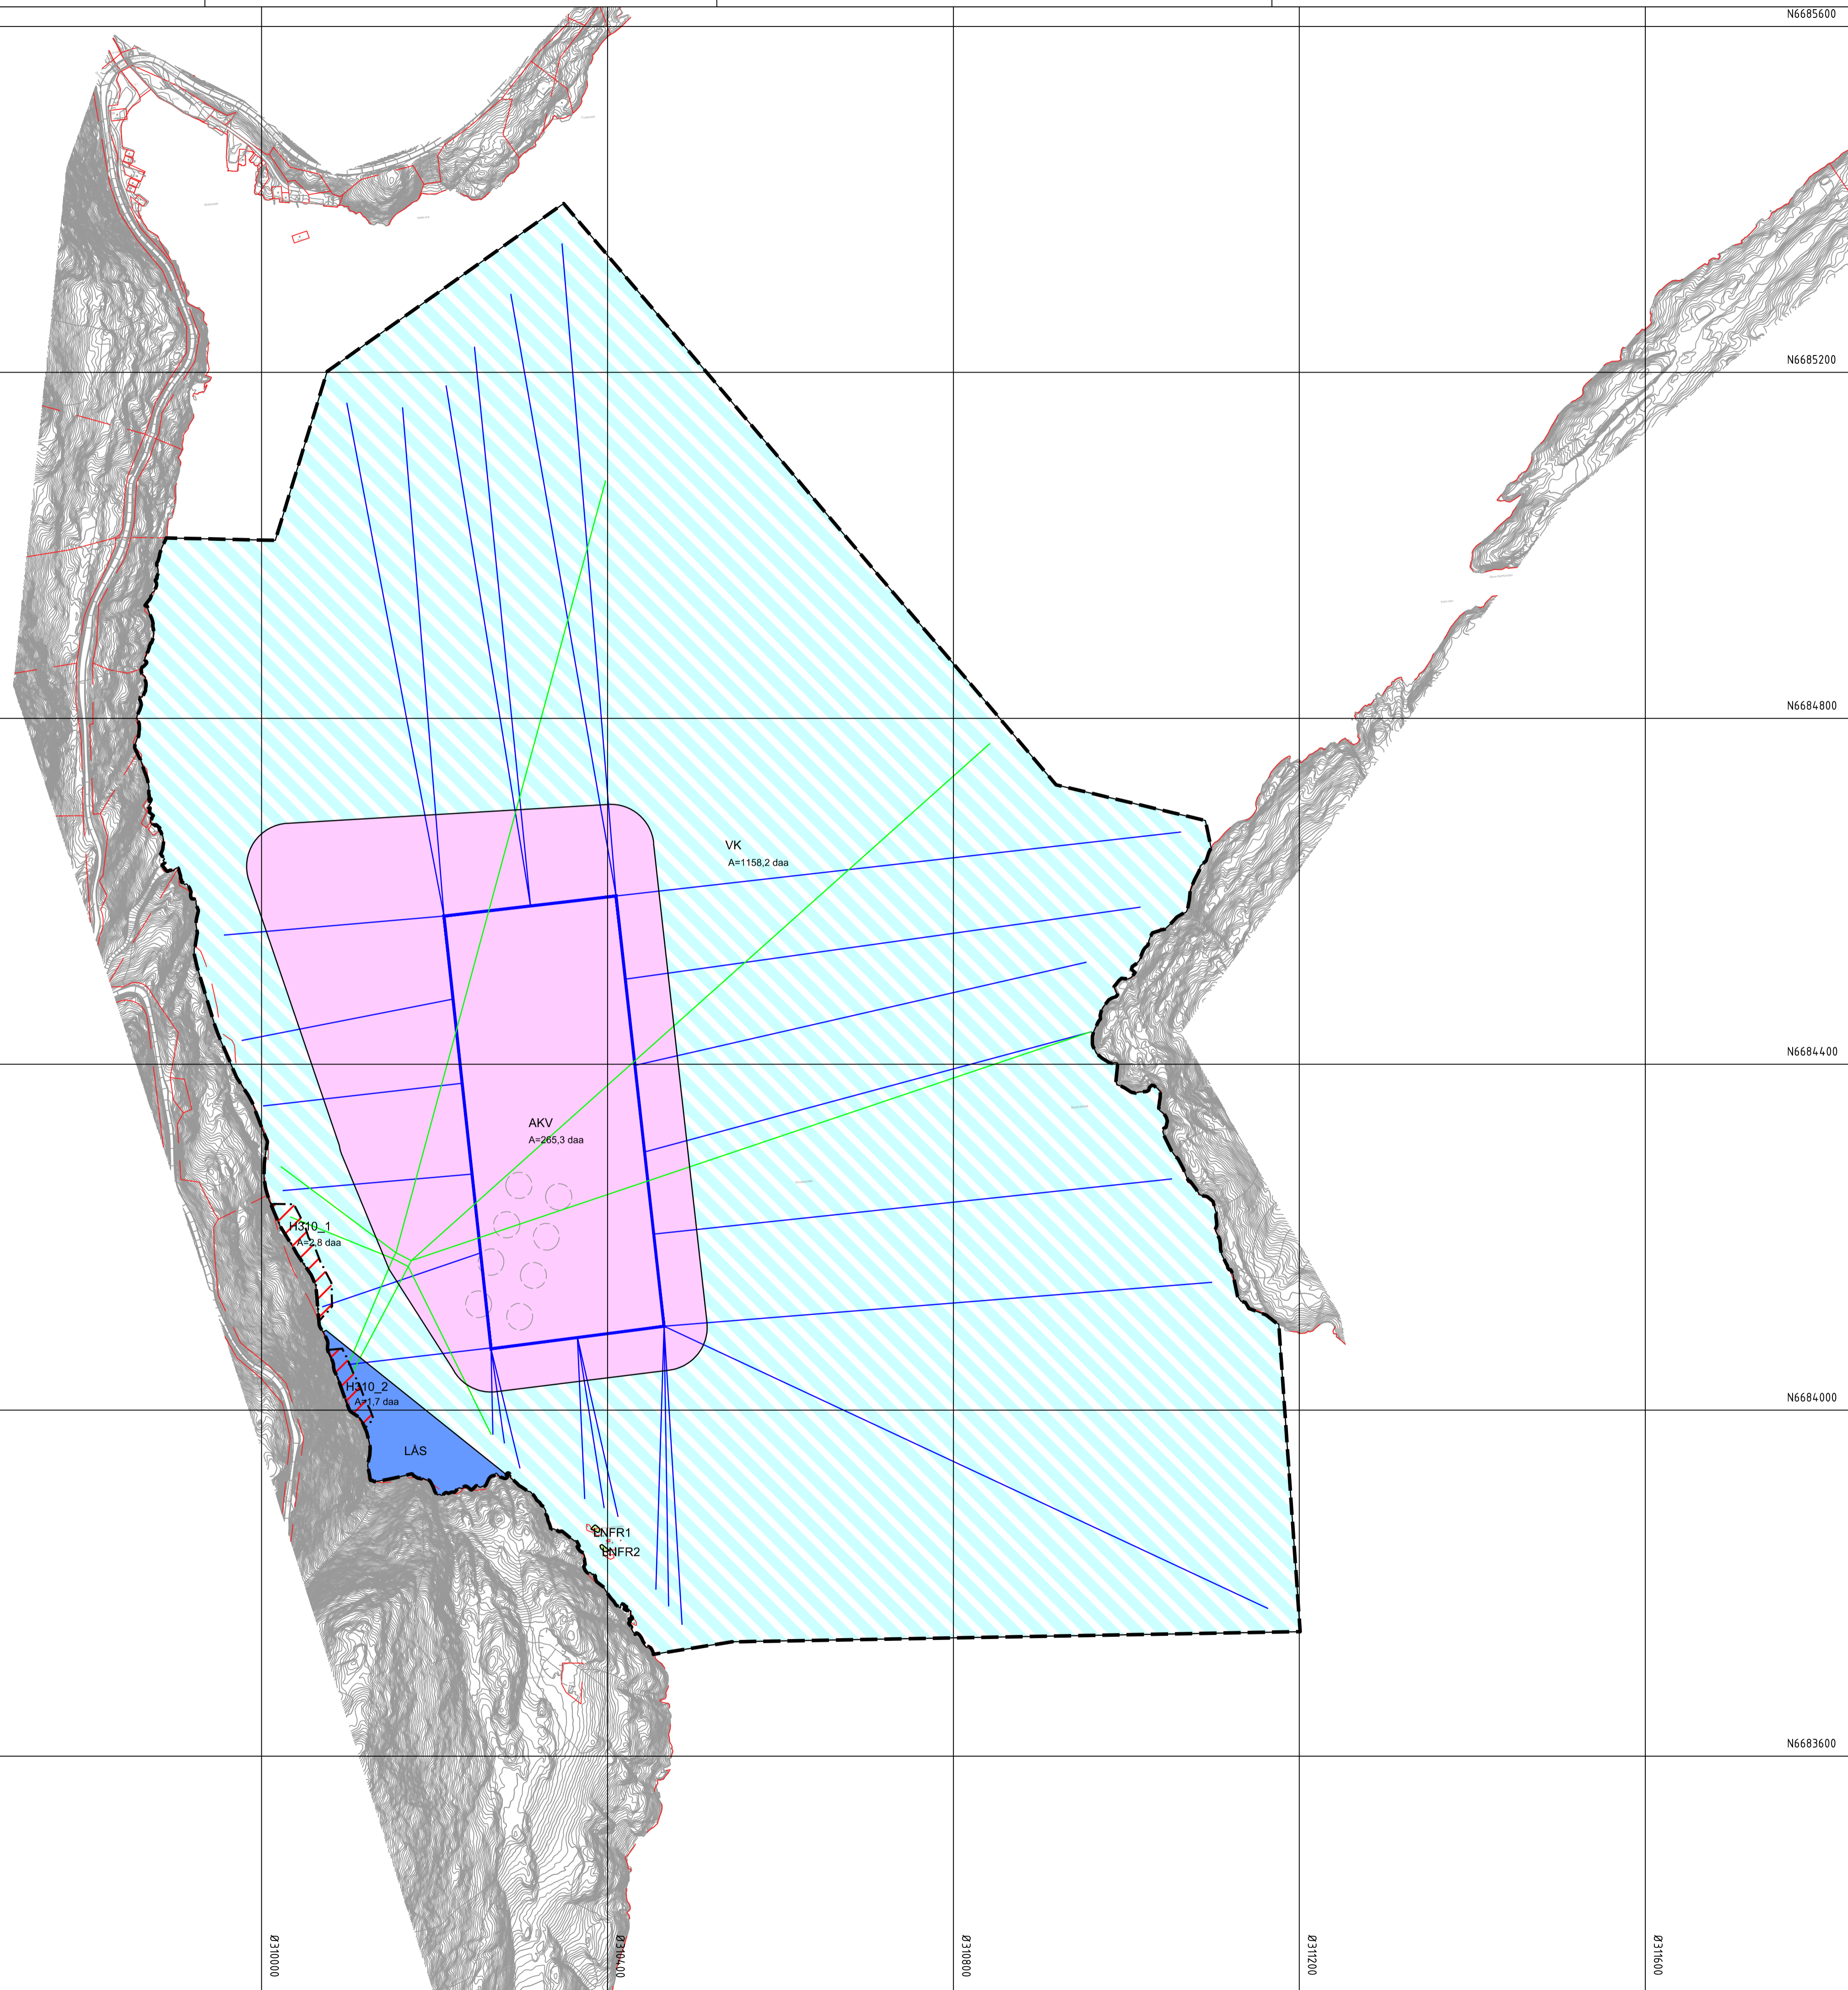 N6685600
N6685200
N6684800
VK
A=1158,2 daa
N6684400
AKV
A=265,3 daa
H310_1
A=2,8 daa
H310_2
A=1,7 daa
N6684000
LÅS
LNFR1
LNFR2
N6683600
Ø310000
Ø310400
Ø310800
Ø311200
Ø311600